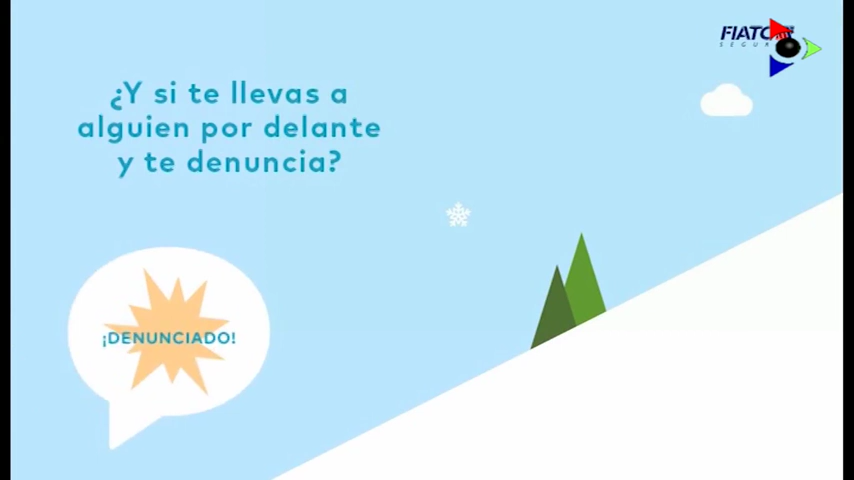 ¿Y si te llevas a
alguien por delante
y te denuncia?
¡DENUNCIADO!